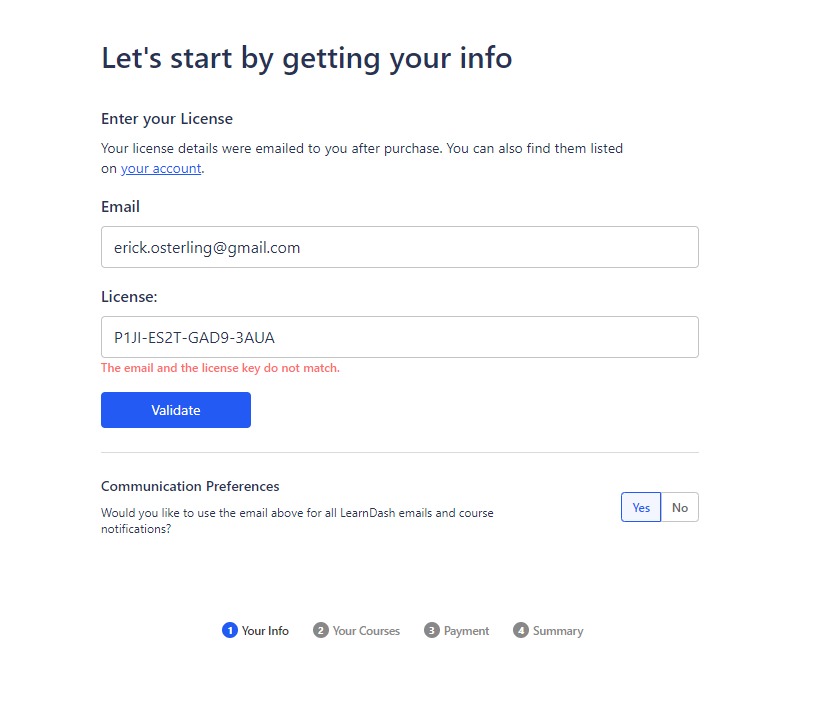 Let's start by getting your info
Enter your License
Your license details were emailed to you after purchase. You can also find them listed
on your account.
Email
erick.osterling@gmail.com
License:
P1JI-ES2T-GAD9-3AUA
The email and the license key do not match.
Validate
Communication Preferences
Would you like to use the email above for all LearnDash emails and course
notifications?
Yes No
1 Your Info 2 Your Courses 3 Payment 4 Summary